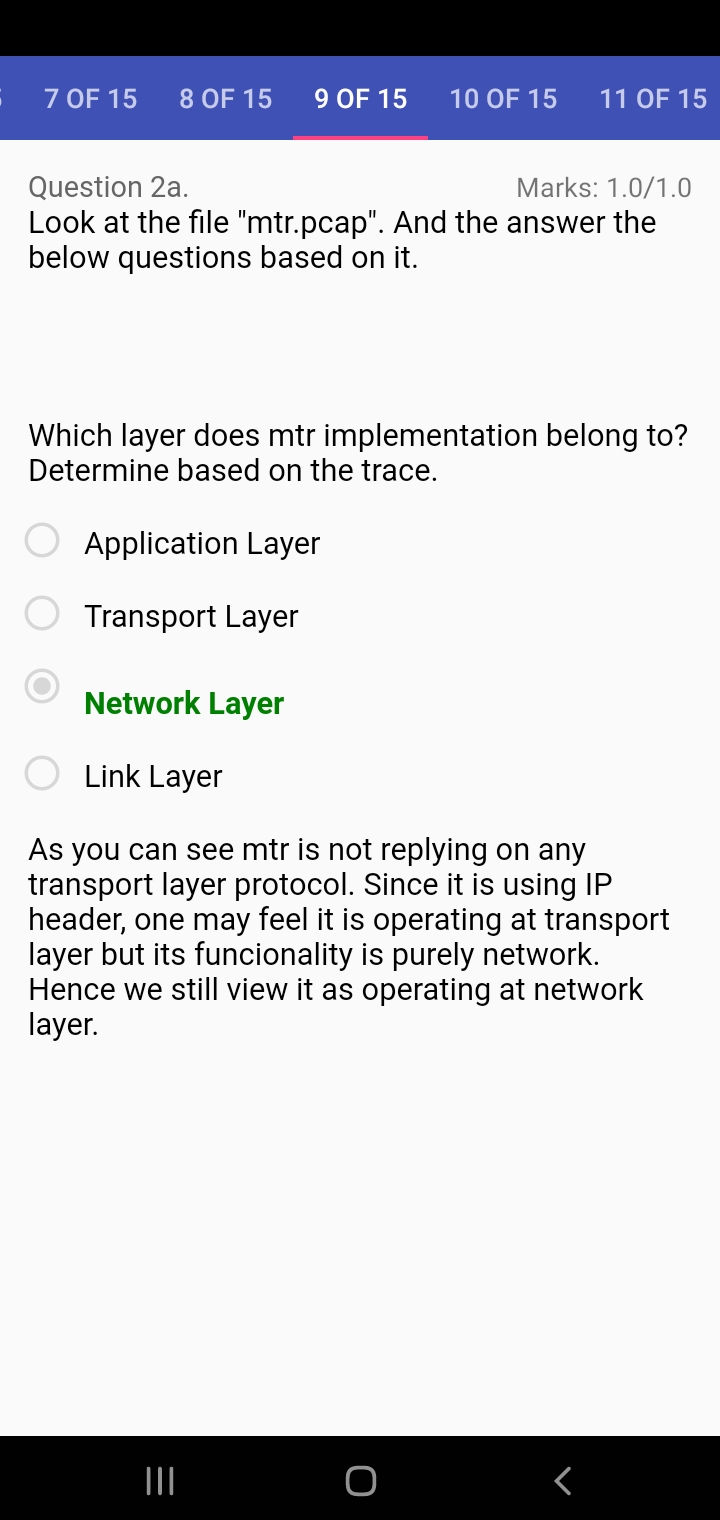 7 OF 15 8 OF 15 9 OF 15 10 OF 15 11 OF 15
Question 2a. Marks: 1.0/1.0
Look at the file "mtr.pcap". And the answer the
below questions based on it.
Which layer does mtr implementation belong to?
Determine based on the trace.
Application Layer
Transport Layer
Network Layer
Link Layer
As you can see mtr is not replying on any
transport layer protocol. Since it is using IP
header, one may feel it is operating at transport
layer but its funcionality is purely network.
Hence we still view it as operating at network
layer.